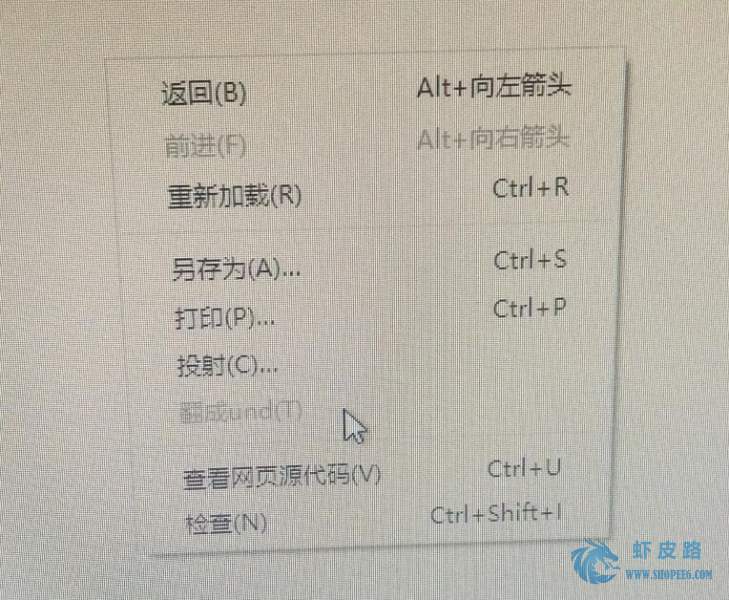 返回(B) Alt+向左箭头
前进(F) Alt+向右箭头
重新加载(R) Ctrl+R
另存为(A)... Ctrl+S
打印(P)... Ctrl+P
投射(C)...
翻成und(T)
查看网页源代码(V) Ctrl+U
检查(N) Ctrl+Shift+I
虾皮路
WWW.SHOPEE6.COM